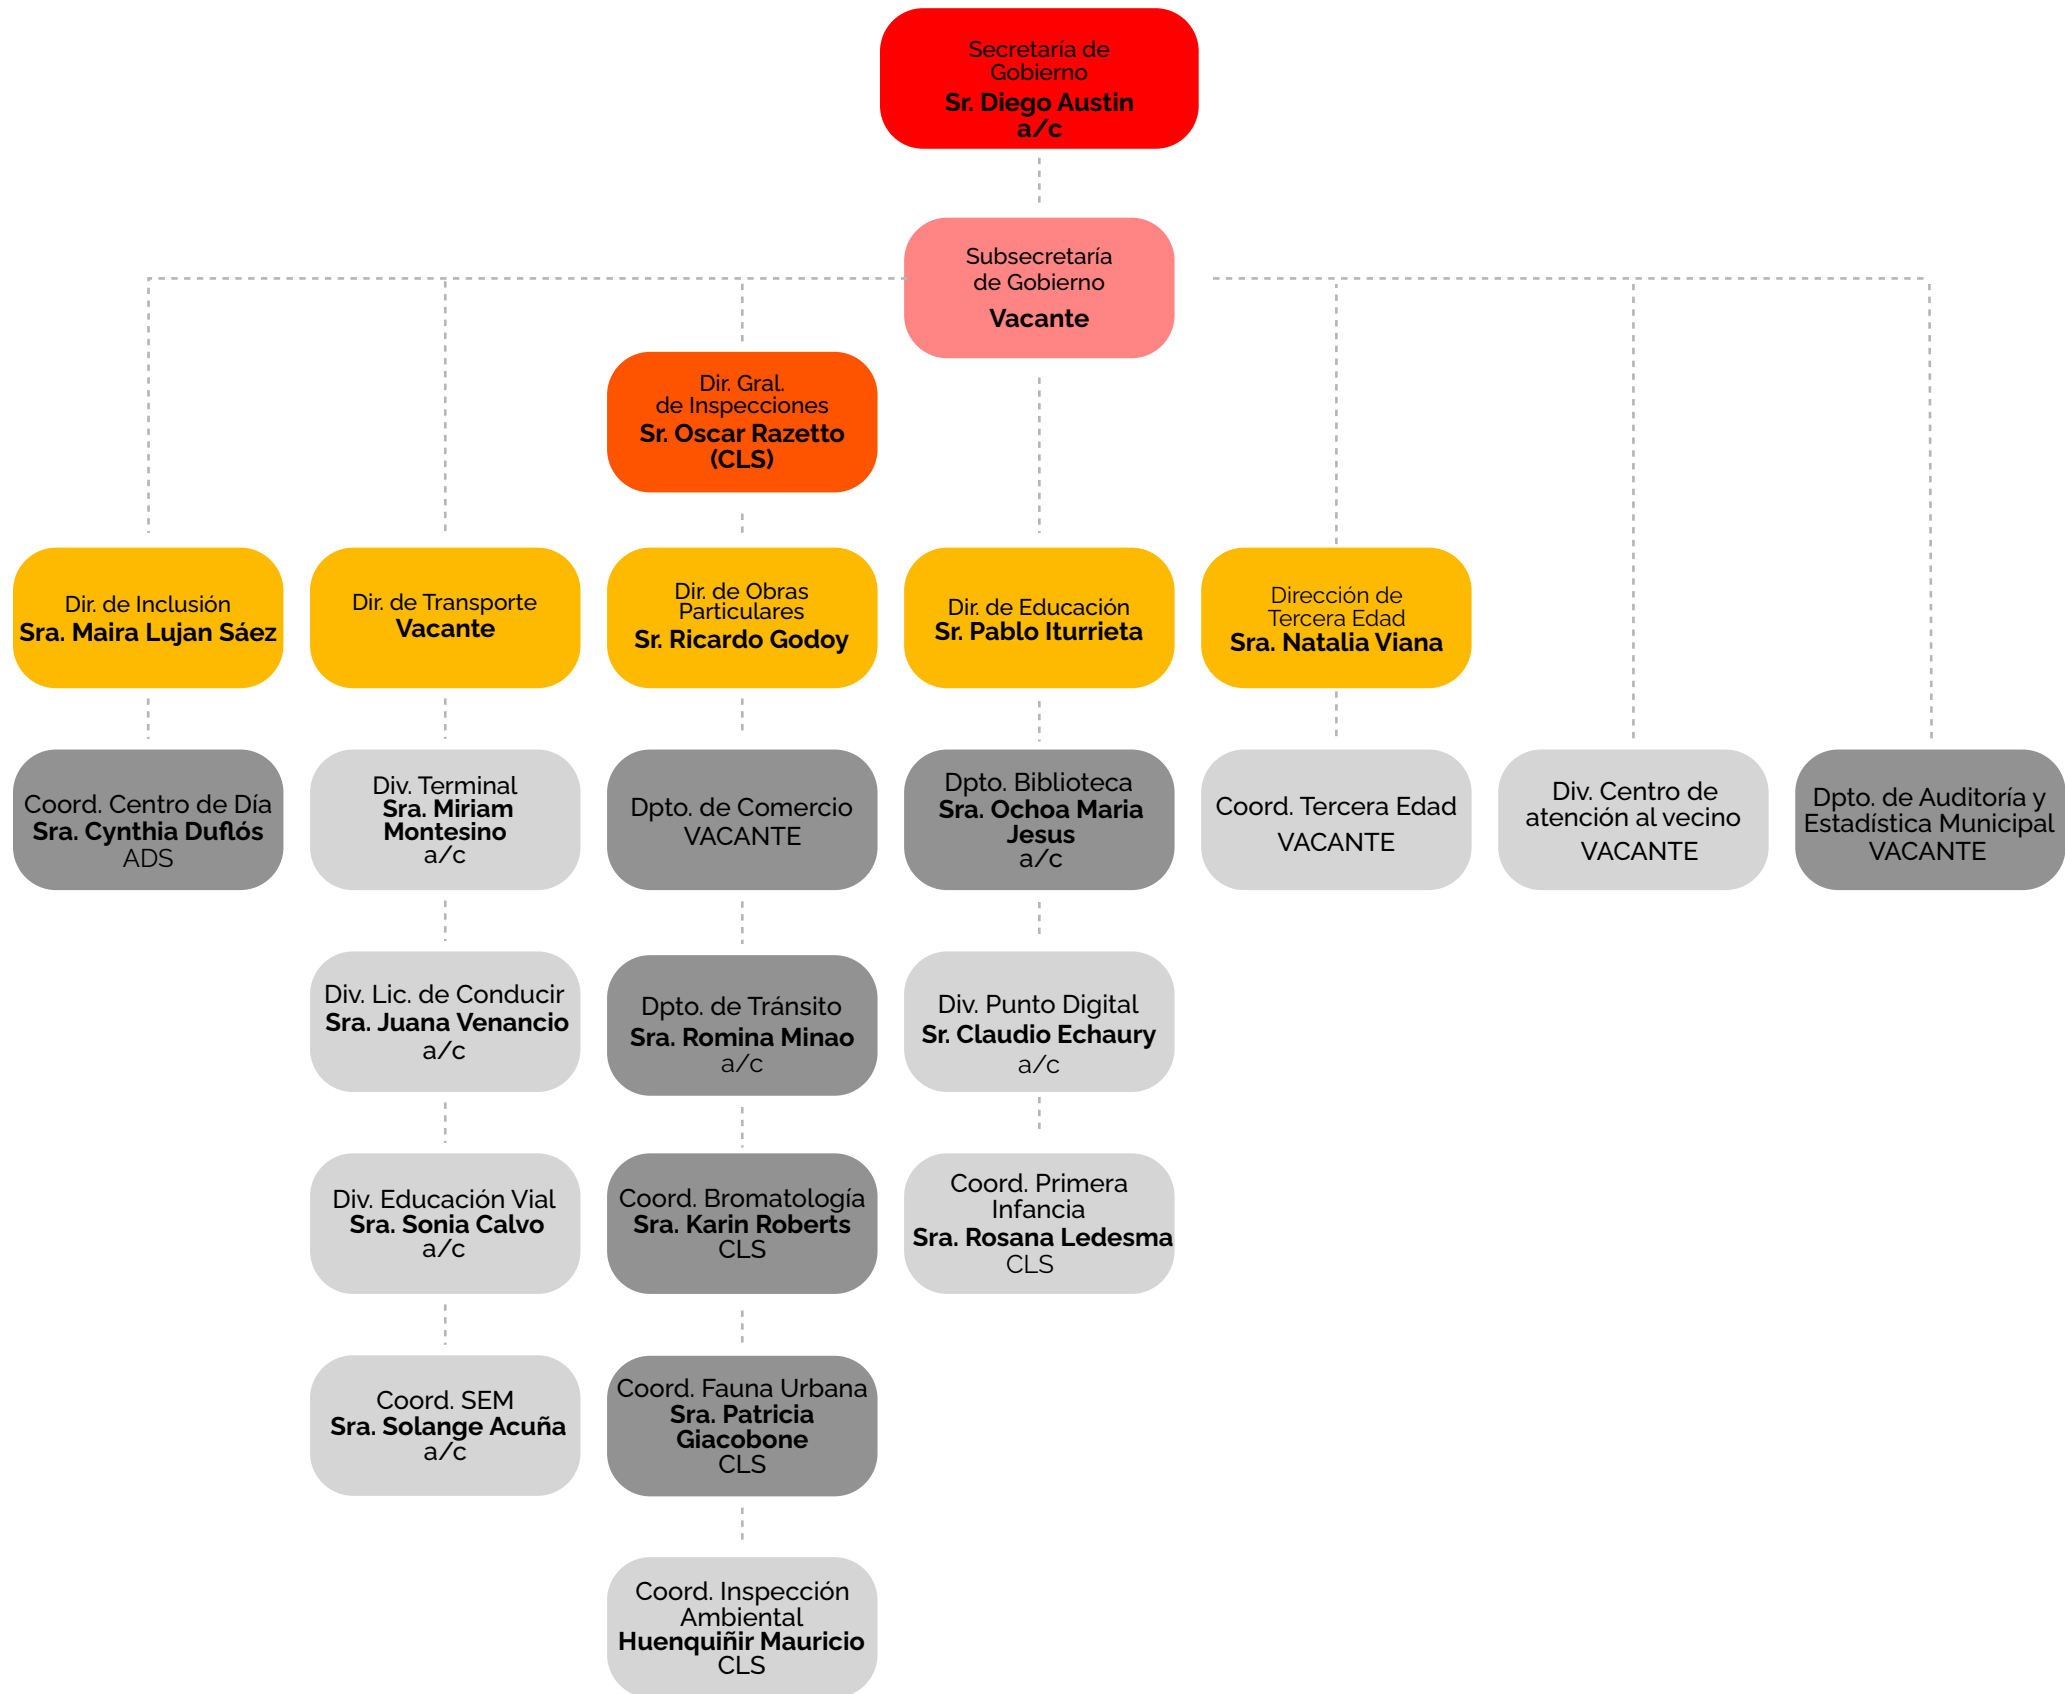 Secretaría de
Gobierno
Sr. Diego Austin
a/c
Subsecretaría
de Gobierno
Vacante
Dir. Gral.
de Inspecciones
Sr. Oscar Razetto
(CLS)
Dir. de Inclusión
Sra. Maira Lujan Sáez
Dir. de Transporte
Vacante
Dir. de Obras
Particulares
Sr. Ricardo Godoy
Dir. de Educación
Sr. Pablo Iturrieta
Dirección de
Tercera Edad
Sra. Natalia Viana
Coord. Centro de Día
Sra. Cynthia Duflós
ADS
Div. Terminal
Sra. Miriam
Montesino
a/c
Dpto. de Comercio
VACANTE
Dpto. Biblioteca
Sra. Ochoa Maria
Jesus
a/c
Coord. Tercera Edad
VACANTE
Div. Centro de
atención al vecino
VACANTE
Dpto. de Auditoría y
Estadística Municipal
VACANTE
Div. Lic. de Conducir
Sra. Juana Venancio
a/c
Dpto. de Tránsito
Sra. Romina Minao
a/c
Div. Punto Digital
Sr. Claudio Echaury
a/c
Div. Educación Vial
Sra. Sonia Calvo
a/c
Coord. Bromatología
Sra. Karin Roberts
CLS
Coord. Primera
Infancia
Sra. Rosana Ledesma
CLS
Coord. SEM
Sra. Solange Acuña
a/c
Coord. Fauna Urbana
Sra. Patricia
Giacobone
CLS
Coord. Inspección
Ambiental
Huenquiñir Mauricio
CLS